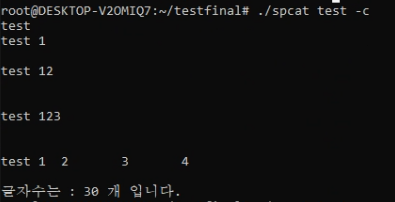 root@DESKTOP-V2OMIQ7:~/testfinal# ./spcat test -c
test
test 1
test 12
test 123
test 1  2       3       4
글자수는 : 30 개 입니다.